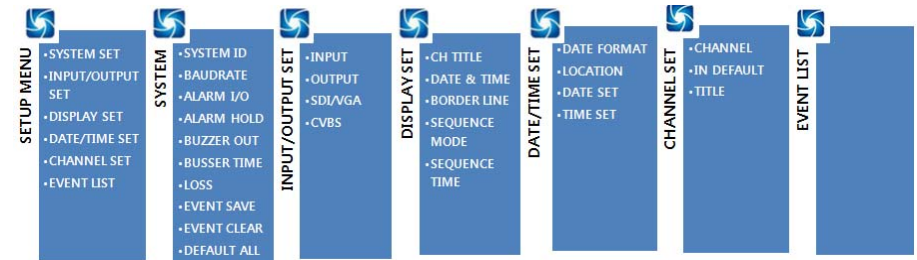 SETUP MENU
•SYSTEM SET
•INPUT/OUTPUT
SET
•DISPLAY SET
•DATE/TIME SET
•CHANNEL SET
•EVENT LIST
SYSTEM
•SYSTEM ID
•BAUDRATE
•ALARM I/O
•ALARM HOLD
•BUZZER OUT
•BUSSER TIME
•LOSS
•EVENT SAVE
•EVENT CLEAR
•DEFAULT ALL
INPUT/OUTPUT SET
•INPUT
•OUTPUT
•SDI/VGA
•CVBS
DISPLAY SET
•CH TITLE
•DATE & TIME
•BORDER LINE
•SEQUENCE
MODE
•SEQUENCE
TIME
DATE/TIME SET
•DATE FORMAT
•LOCATION
•DATE SET
•TIME SET
CHANNEL SET
•CHANNEL
•IN DEFAULT
•TITLE
EVENT LIST